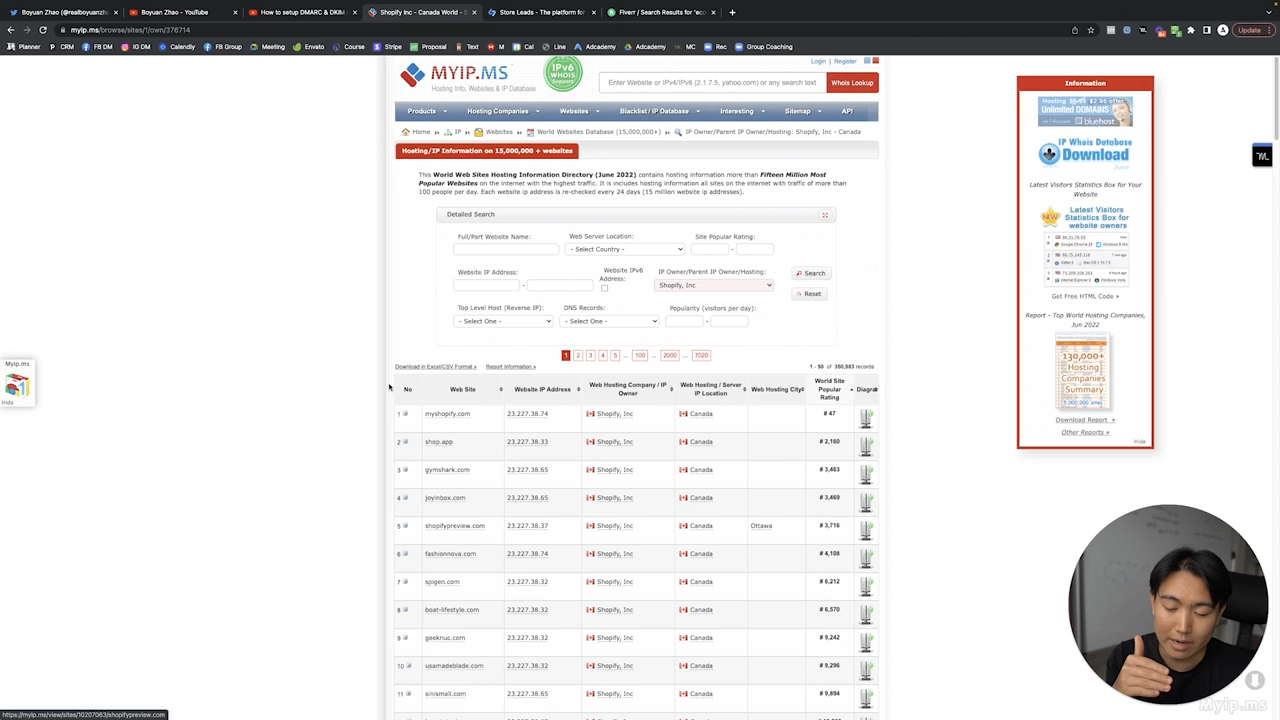 Boyuan Zhao (@realboyuanzha
Boyuan Zhao - YouTube
How to setup DMARC & DKIM
Shopify Inc - Canada World - S
Store Leads - The platform for
Fiverr / Search Results for 'eco
myip.ms/browse/sites/1/own/376714
Update
Planner
CRM
FB DM
IG DM
Calendly
FB Group
Meeting
Envato
Course
Stripe
Proposal
Text
M
Cal
Line
Adcademy
Adcademy
MC
Rec
Group Coaching
Login | Register
MYIP.MS
Hosting Info, Websites & IP Database
IPv6
WHOIS
Enter Website or IPv4/IPv6 (2.1.7.5, yahoo.com) or any search text
Whois Lookup
Products
Hosting Companies
Websites
Blacklist / IP Database
Interesting
Sitemap
API
Home
IP
Websites
World Websites Database (15,000,000+)
IP Owner/Parent IP Owner/Hosting: Shopify, Inc - Canada
Hosting/IP Information on 15,000,000 + websites
This World Web Sites Hosting Information Directory (June 2022) contains hosting information more than Fifteen Million Most
Popular Websites on the internet with the highest traffic. It is includes hosting information all sites on the internet with traffic of more than
100 people per day. Each website ip address is re-checked every 24 days (15 million website ip addresses).
Detailed Search
Full/Part Website Name:
Web Server Location:
Site Popular Rating:
- Select Country -
-
Website IP Address:
Website IPv6
Address:
IP Owner/Parent IP Owner/Hosting:
-
Shopify, Inc
Search
Reset
Top Level Host (Reverse IP):
DNS Records:
Popularity (visitors per day):
- Select One -
- Select One -
-
1 2 3 4 5 ... 100 ... 2000 ... 7020
Download in Excel/CSV Format »
Report Information »
1 - 50 of 350,983 records
No
Web Site
Website IP Address
Web Hosting Company / IP
Owner
Web Hosting / Server
IP Location
Web Hosting City
World Site
Popular
Rating
Diagram
1 myshopify.com 23.227.38.74 Shopify, Inc Canada # 47
2 shop.app 23.227.38.33 Shopify, Inc Canada # 2,160
3 gymshark.com 23.227.38.65 Shopify, Inc Canada # 3,463
4 joyinbox.com 23.227.38.65 Shopify, Inc Canada # 3,469
5 shopifypreview.com 23.227.38.37 Shopify, Inc Canada Ottawa # 3,716
6 fashionnova.com 23.227.38.74 Shopify, Inc Canada # 4,108
7 spigen.com 23.227.38.32 Shopify, Inc Canada # 6,212
8 boat-lifestyle.com 23.227.38.32 Shopify, Inc Canada # 6,570
9 geeknuc.com 23.227.38.32 Shopify, Inc Canada # 9,242
10 usamadeblade.com 23.227.38.32 Shopify, Inc Canada # 9,296
11 sinismall.com 23.227.38.65 Shopify, Inc Canada # 9,894
Information
Unlimited DOMAINS
bluehost
IP Whois Database
Download
Latest Visitors Statistics Box for Your
Website
NEW
Latest Visitors
Statistics Box for
website owners
Get Free HTML Code »
Report - Top World Hosting Companies,
Jun 2022
130,000+
Hosting
Companies
Summary
Download Report »
Other Reports »
Hide
Myip.ms
Hide
Myip.ms
https://myip.ms/view/sites/10207063/shopifypreview.com